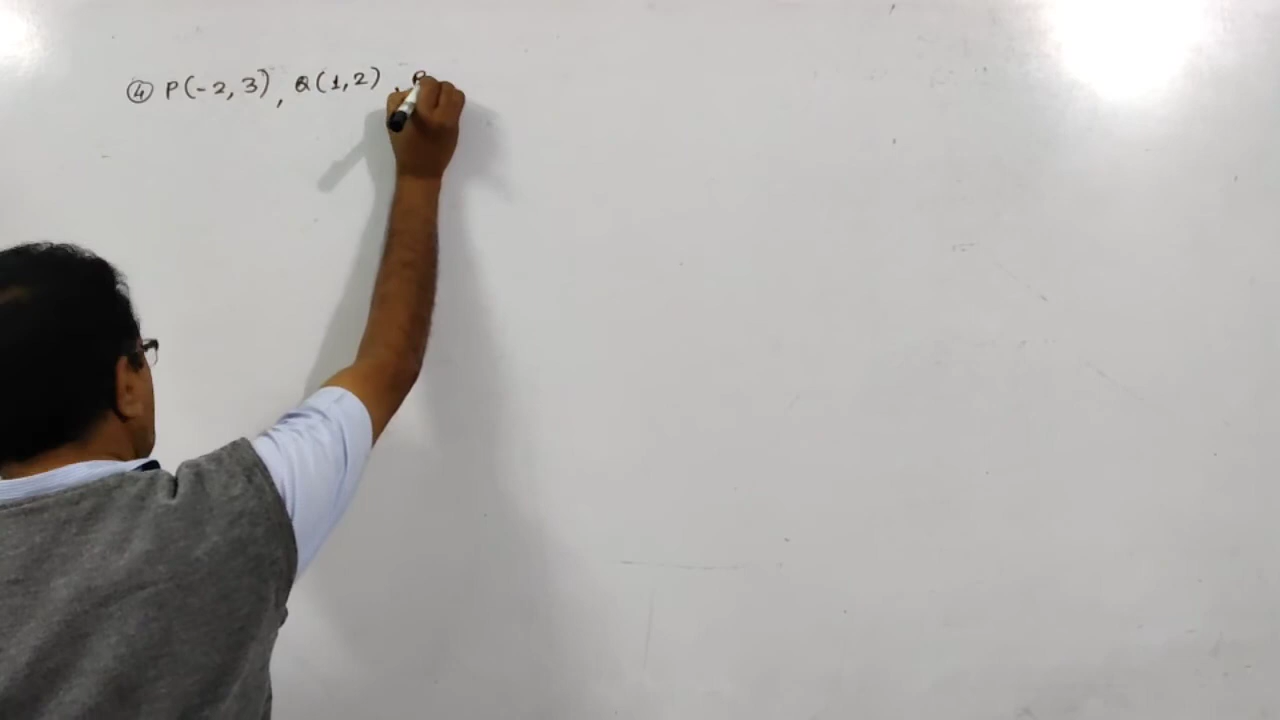 ④ P(-2,3), Q(1,2),